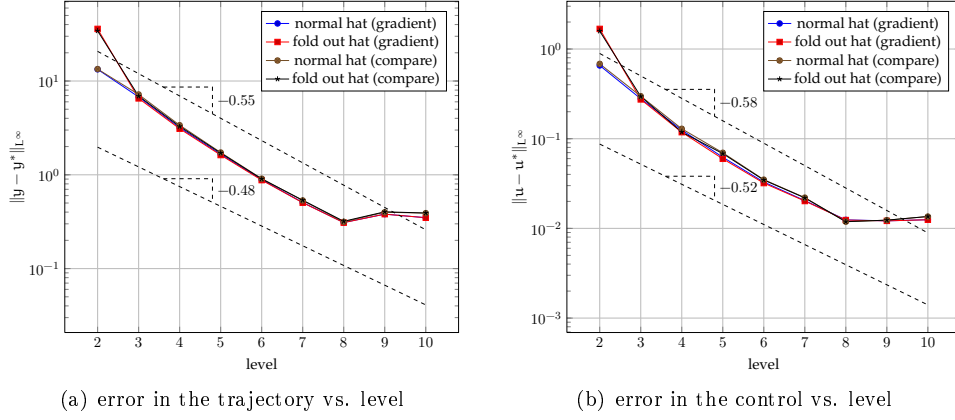 normal hat (gradient)
fold out hat (gradient)
normal hat (compare)
fold out hat (compare)
10^1
10^0
10^{-1}
‖y − y*‖_{L^∞}
−0.55
−0.48
2 3 4 5 6 7 8 9 10
level
(a) error in the trajectory vs. level
normal hat (gradient)
fold out hat (gradient)
normal hat (compare)
fold out hat (compare)
10^0
10^{-1}
10^{-2}
10^{-3}
‖u − u*‖_{L^∞}
−0.58
−0.52
2 3 4 5 6 7 8 9 10
level
(b) error in the control vs. level